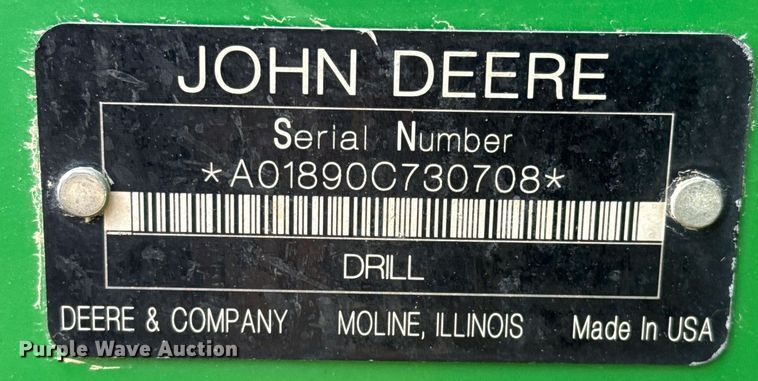 JOHN DEERE
Serial Number
*A01890C730708*
DRILL
DEERE & COMPANY MOLINE, ILLINOIS Made In USA
Purple Wave Auction